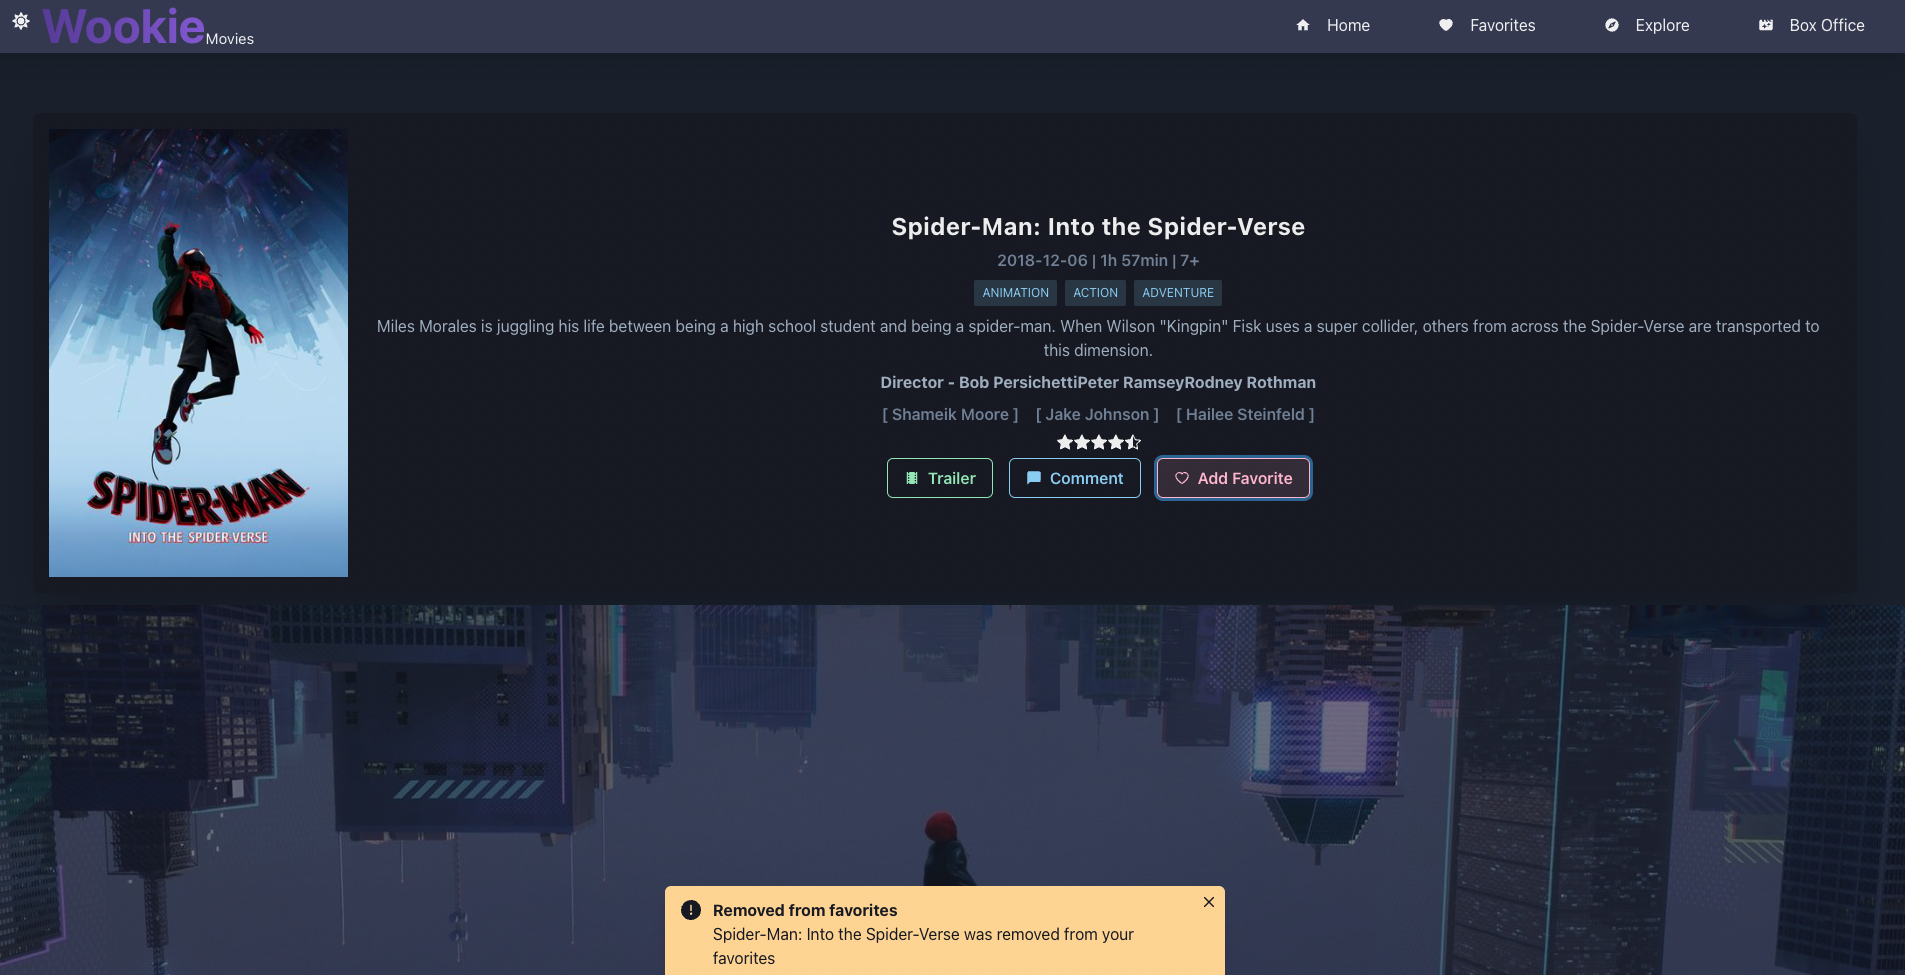 Wookie Movies
Home
Favorites
Explore
Box Office
Spider-Man: Into the Spider-Verse
2018-12-06 | 1h 57min | 7+
ANIMATION ACTION ADVENTURE
Miles Morales is juggling his life between being a high school student and being a spider-man. When Wilson "Kingpin" Fisk uses a super collider, others from across the Spider-Verse are transported to
this dimension.
Director - Bob PersichettiPeter RamseyRodney Rothman
[ Shameik Moore ] [ Jake Johnson ] [ Hailee Steinfeld ]
Trailer
Comment
Add Favorite
SPIDER-MAN
INTO THE SPIDER-VERSE
Removed from favorites
Spider-Man: Into the Spider-Verse was removed from your
favorites